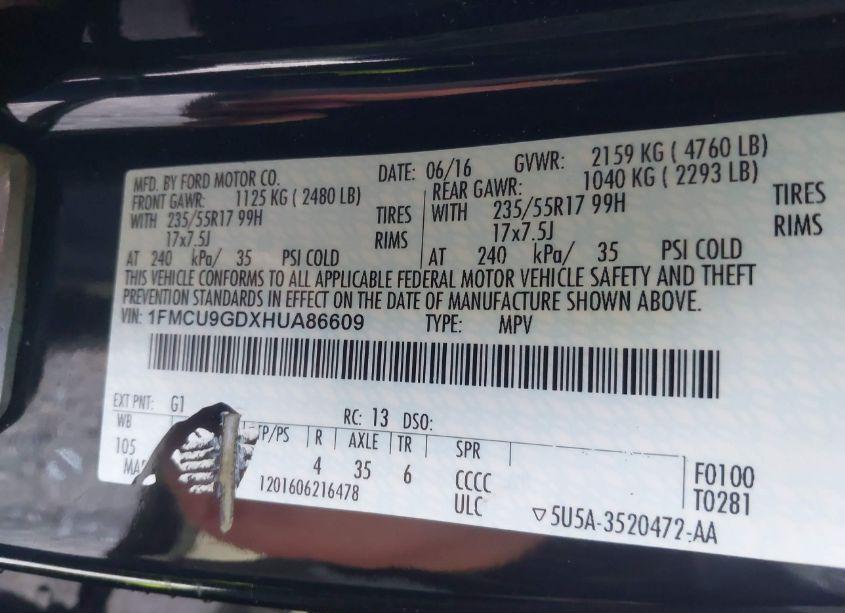 MFD. BY FORD MOTOR CO. DATE: 06/16 GVWR: 2159 KG ( 4760 LB)
FRONT GAWR: 1125 KG ( 2480 LB) REAR GAWR: 1040 KG ( 2293 LB)
WITH 235/55R17 99H TIRES WITH 235/55R17 99H TIRES
17x7.5J RIMS 17x7.5J RIMS
AT 240 kPa/ 35 PSI COLD AT 240 kPa/ 35 PSI COLD
THIS VEHICLE CONFORMS TO ALL APPLICABLE FEDERAL MOTOR VEHICLE SAFETY AND THEFT
PREVENTION STANDARDS IN EFFECT ON THE DATE OF MANUFACTURE SHOWN ABOVE.
VIN: 1FMCU9GDXHUA86609 TYPE: MPV
EXT PNT: G1 RC: 13 DSO:
WB TP/PS R AXLE TR SPR
105 4 35 6 CCCC F0100
1201606216478 ULC T0281
▽5U5A-3520472-AA